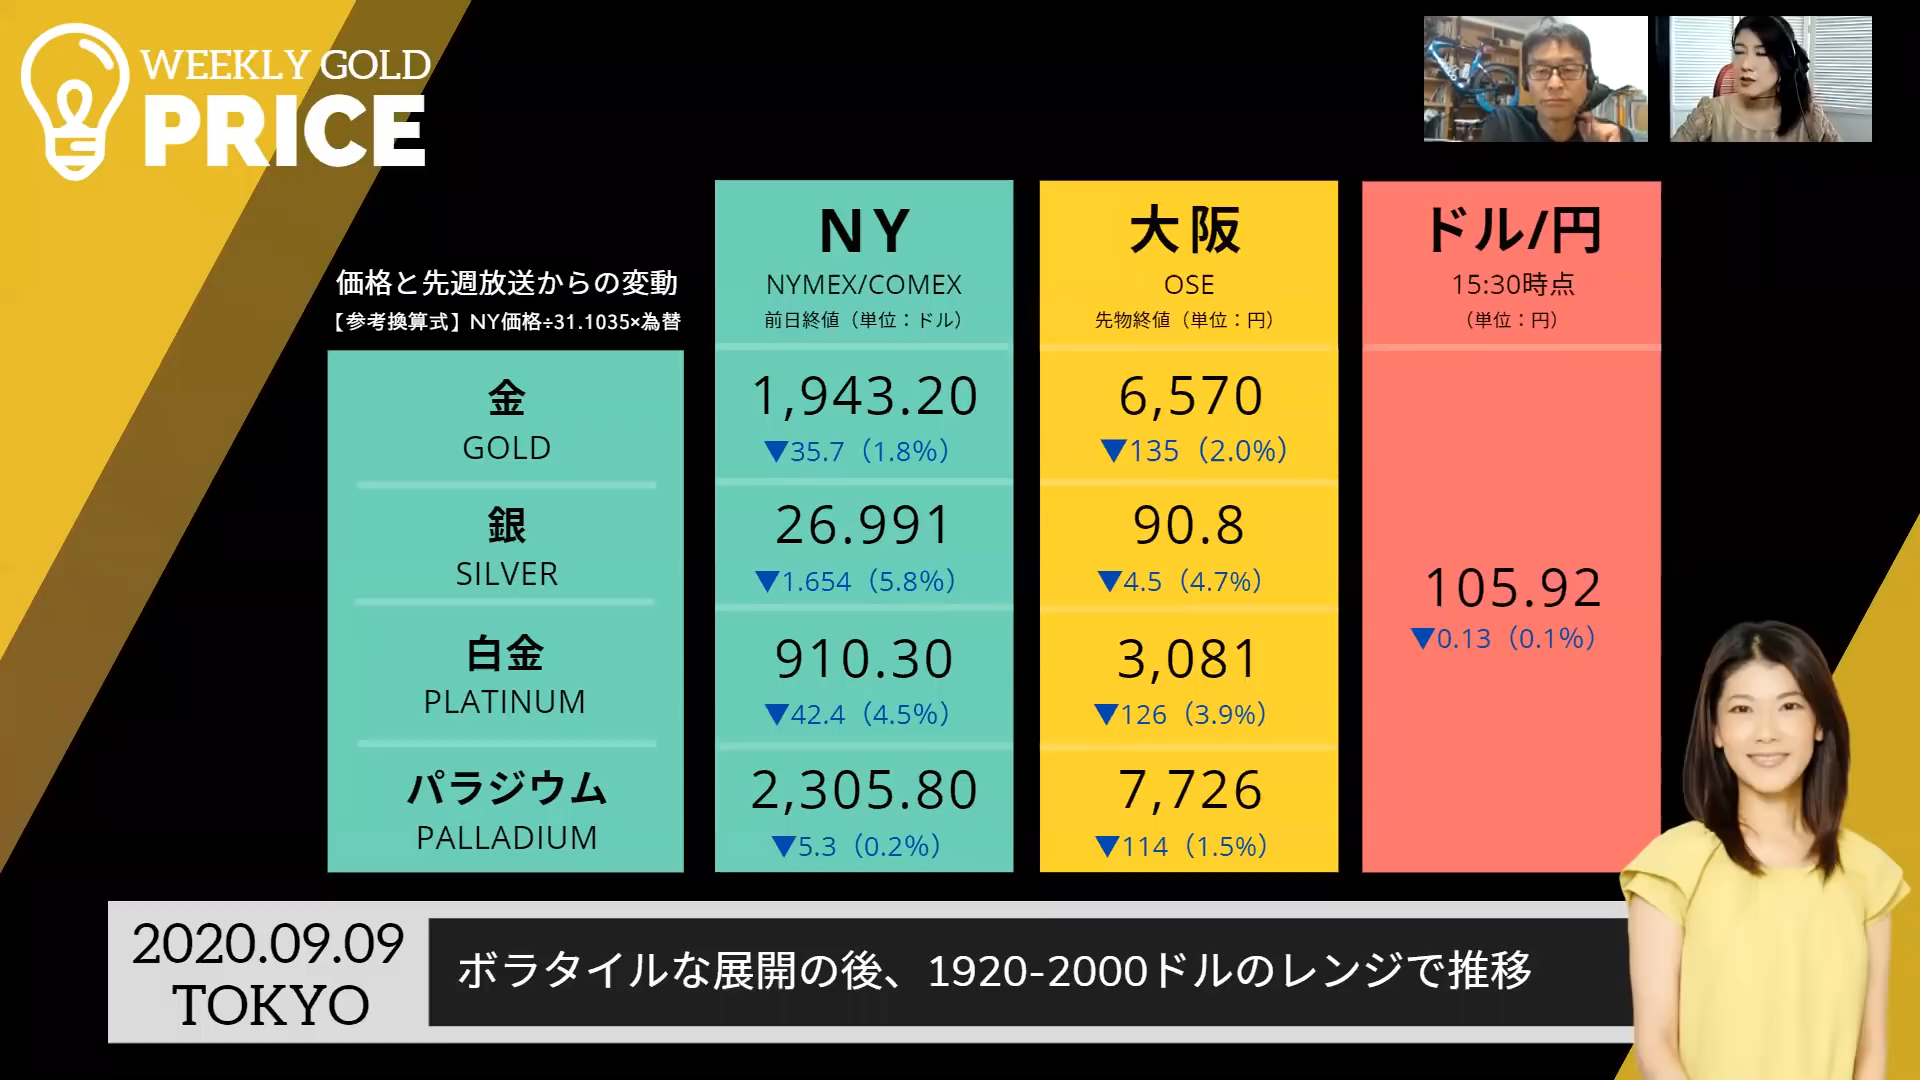 WEEKLY GOLD
PRICE
価格と先週放送からの変動
【参考換算式】NY価格÷31.1035×為替
NY
NYMEX/COMEX
前日終値（単位：ドル）
大阪
OSE
先物終値（単位：円）
ドル/円
15:30時点
（単位：円）
金
GOLD
1,943.20
▼35.7（1.8%）
6,570
▼135（2.0%）
銀
SILVER
26.991
▼1.654（5.8%）
90.8
▼4.5（4.7%）
白金
PLATINUM
910.30
▼42.4（4.5%）
3,081
▼126（3.9%）
パラジウム
PALLADIUM
2,305.80
▼5.3（0.2%）
7,726
▼114（1.5%）
105.92
▼0.13（0.1%）
2020.09.09
TOKYO
ボラタイルな展開の後、1920-2000ドルのレンジで推移